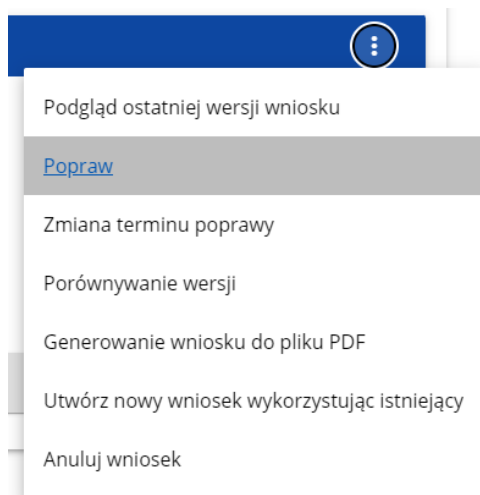 Podgląd ostatniej wersji wniosku
Popraw
Zmiana terminu poprawy
Porównywanie wersji
Generowanie wniosku do pliku PDF
Utwórz nowy wniosek wykorzystując istniejący
Anuluj wniosek